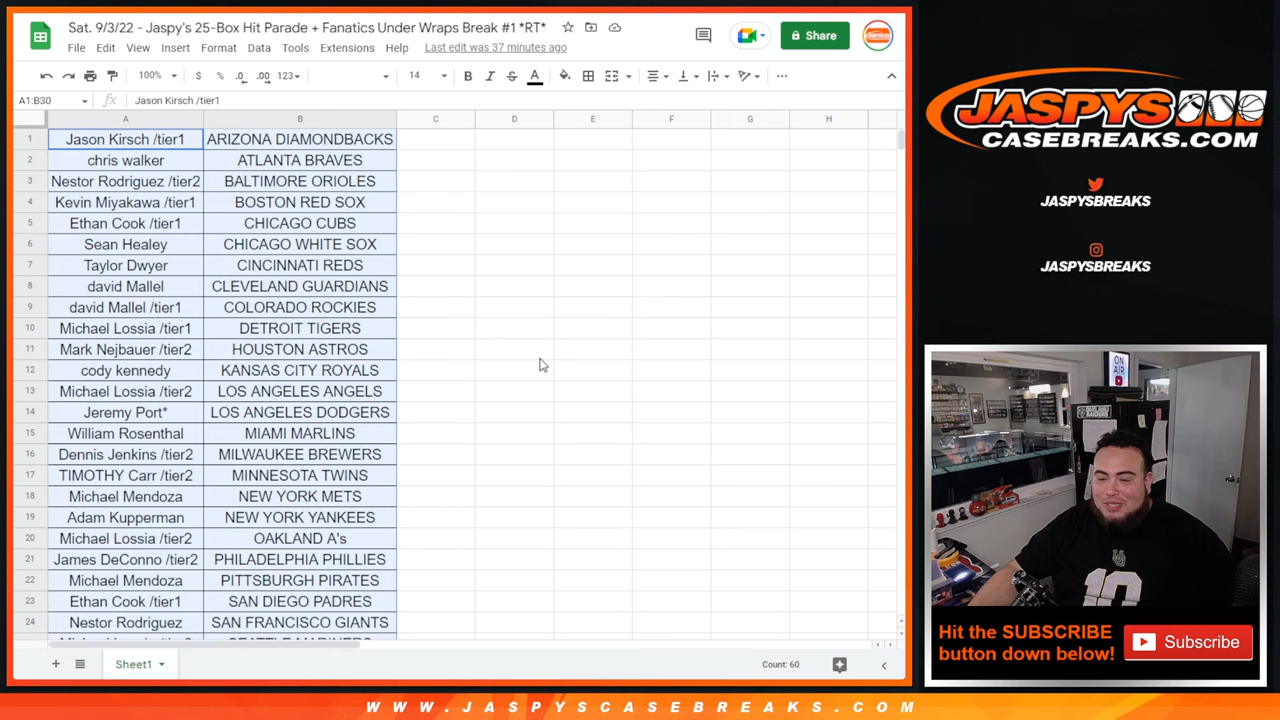 Sat. 9/3/22 - Jaspy's 25-Box Hit Parade + Fanatics Under Wraps Break #1 *RT*
File Edit View Insert Format Data Tools Extensions Help Last edit was 37 minutes ago
Share
100% $ % .0 .00 123 14 B I S A
A1:B30 fx Jason Kirsch /tier1
A B C D E F G H
1 Jason Kirsch /tier1 ARIZONA DIAMONDBACKS
2 chris walker ATLANTA BRAVES
3 Nestor Rodriguez /tier2 BALTIMORE ORIOLES
4 Kevin Miyakawa /tier1 BOSTON RED SOX
5 Ethan Cook /tier1 CHICAGO CUBS
6 Sean Healey CHICAGO WHITE SOX
7 Taylor Dwyer CINCINNATI REDS
8 david Mallel CLEVELAND GUARDIANS
9 david Mallel /tier1 COLORADO ROCKIES
10 Michael Lossia /tier1 DETROIT TIGERS
11 Mark Nejbauer /tier2 HOUSTON ASTROS
12 cody kennedy KANSAS CITY ROYALS
13 Michael Lossia /tier2 LOS ANGELES ANGELS
14 Jeremy Port* LOS ANGELES DODGERS
15 William Rosenthal MIAMI MARLINS
16 Dennis Jenkins /tier2 MILWAUKEE BREWERS
17 TIMOTHY Carr /tier2 MINNESOTA TWINS
18 Michael Mendoza NEW YORK METS
19 Adam Kupperman NEW YORK YANKEES
20 Michael Lossia /tier2 OAKLAND A's
21 James DeConno /tier2 PHILADELPHIA PHILLIES
22 Michael Mendoza PITTSBURGH PIRATES
23 Ethan Cook /tier1 SAN DIEGO PADRES
24 Nestor Rodriguez SAN FRANCISCO GIANTS
SEATTLE MARINERS
Sheet1
Count: 60
JASPYS
CASEBREAKS.COM
JASPYSBREAKS
JASPYSBREAKS
ON
AIR
10
Hit the SUBSCRIBE
button down below!
Subscribe
WWW.JASPYSCASEBREAKS.COM